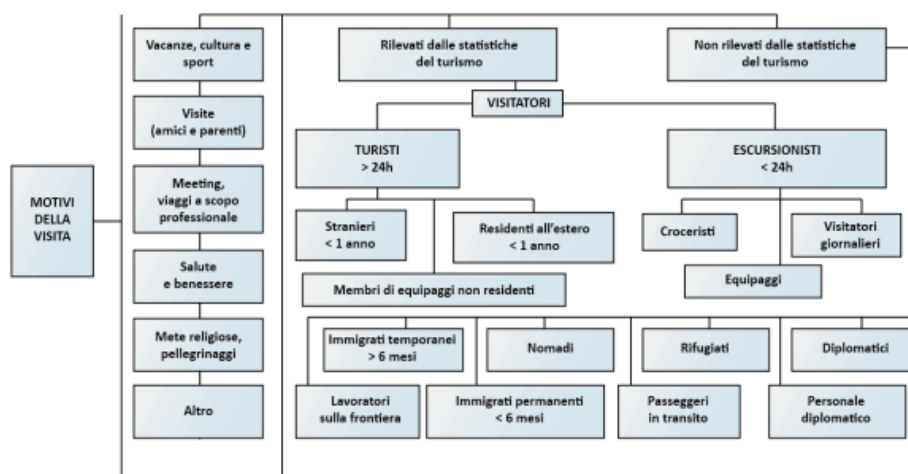 MOTIVI
DELLA
VISITA
Vacanze, cultura e
sport
Visite
(amici e parenti)
Meeting,
viaggi a scopo
professionale
Salute
e benessere
Mete religiose,
pellegrinaggi
Altro
Rilevati dalle statistiche
del turismo
Non rilevati dalle statistiche
del turismo
VISITATORI
TURISTI
> 24h
ESCURSIONISTI
< 24h
Stranieri
< 1 anno
Residenti all'estero
< 1 anno
Membri di equipaggi non residenti
Croceristi
Visitatori
giornalieri
Equipaggi
Immigrati temporanei
> 6 mesi
Nomadi
Rifugiati
Diplomatici
Lavoratori
sulla frontiera
Immigrati permanenti
< 6 mesi
Passeggeri
in transito
Personale
diplomatico